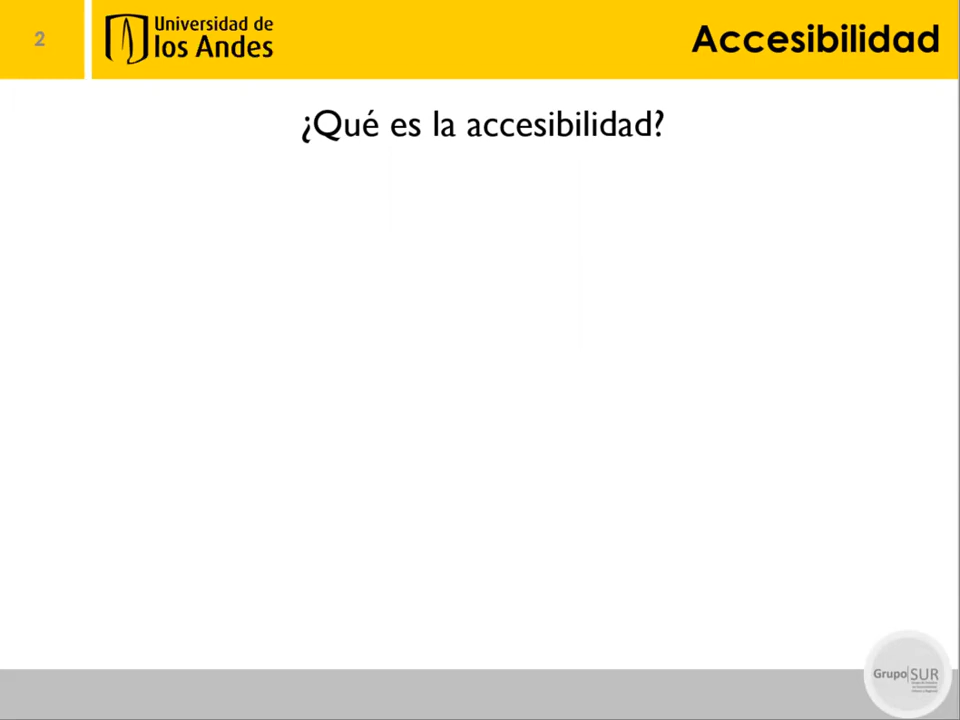 2
Universidad de
los Andes
Accesibilidad
¿Qué es la accesibilidad?
Grupo|SUR